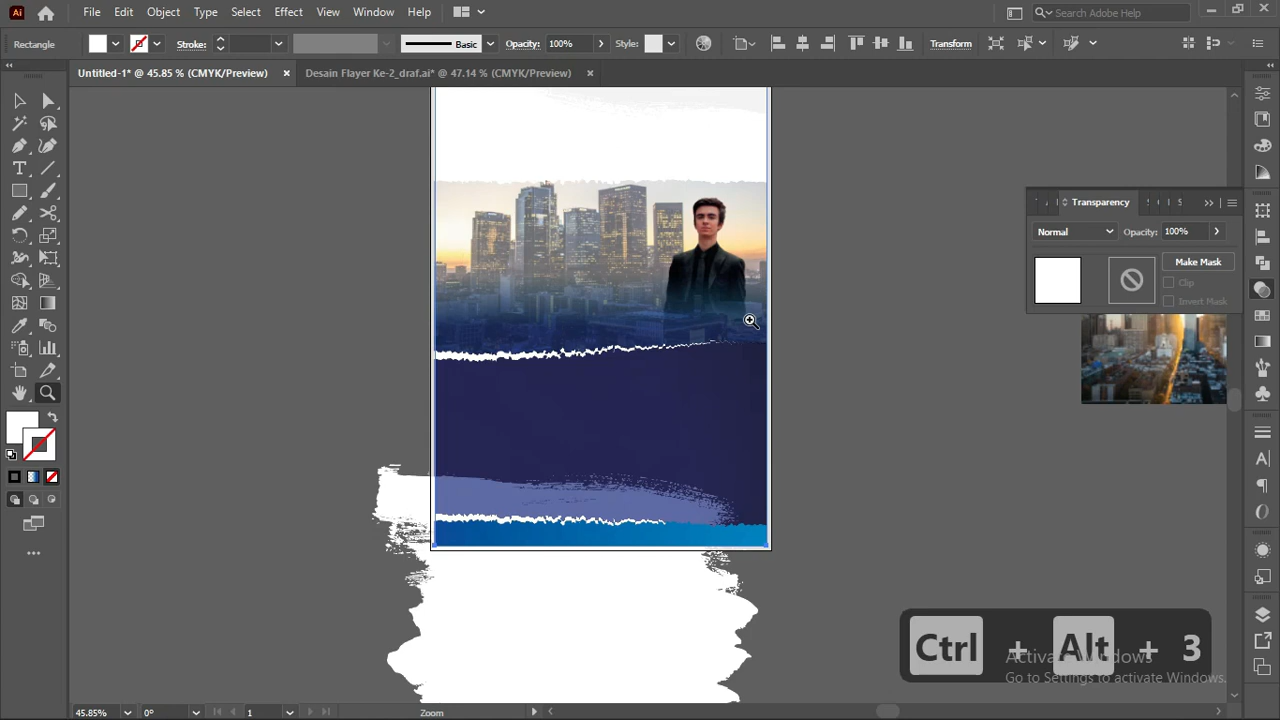 Ai File Edit Object Type Select Effect View Window Help Search Adobe Help
Rectangle Stroke: Basic Opacity: 100% Style: Transform
Untitled-1* @ 45.85 % (CMYK/Preview) × Desain Flayer Ke-2_draf.ai* @ 47.14 % (CMYK/Preview) ×
Transparency
Normal Opacity: 100%
Make Mask
Clip
Invert Mask
Ctrl + Alt + 3
Activate Windows
Go to Settings to activate Windows.
45.85% 0° 1 Zoom